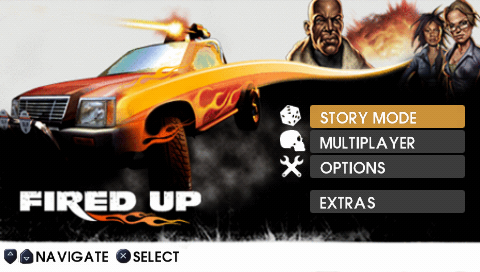 STORY MODE
MULTIPLAYER
OPTIONS
EXTRAS
FIRED UP
NAVIGATE SELECT